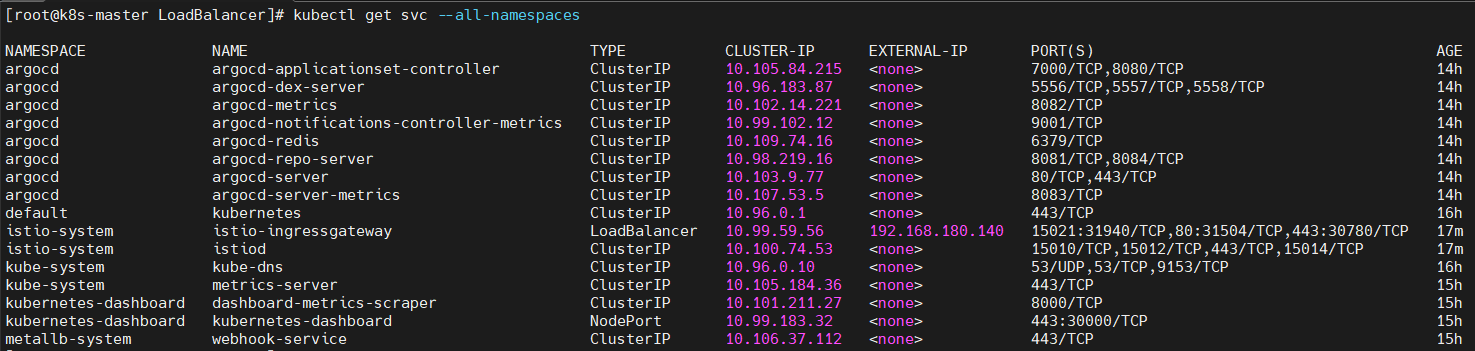 [root@k8s-master LoadBalancer]# kubectl get svc --all-namespaces
NAMESPACE NAME TYPE CLUSTER-IP EXTERNAL-IP PORT(S) AGE
argocd argocd-applicationset-controller ClusterIP 10.105.84.215 <none> 7000/TCP,8080/TCP 14h
argocd argocd-dex-server ClusterIP 10.96.183.87 <none> 5556/TCP,5557/TCP,5558/TCP 14h
argocd argocd-metrics ClusterIP 10.102.14.221 <none> 8082/TCP 14h
argocd argocd-notifications-controller-metrics ClusterIP 10.99.102.12 <none> 9001/TCP 14h
argocd argocd-redis ClusterIP 10.109.74.16 <none> 6379/TCP 14h
argocd argocd-repo-server ClusterIP 10.98.219.16 <none> 8081/TCP,8084/TCP 14h
argocd argocd-server ClusterIP 10.103.9.77 <none> 80/TCP,443/TCP 14h
argocd argocd-server-metrics ClusterIP 10.107.53.5 <none> 8083/TCP 14h
default kubernetes ClusterIP 10.96.0.1 <none> 443/TCP 16h
istio-system istio-ingressgateway LoadBalancer 10.99.59.56 192.168.180.140 15021:31940/TCP,80:31504/TCP,443:30780/TCP 17m
istio-system istiod ClusterIP 10.100.74.53 <none> 15010/TCP,15012/TCP,443/TCP,15014/TCP 17m
kube-system kube-dns ClusterIP 10.96.0.10 <none> 53/UDP,53/TCP,9153/TCP 16h
kube-system metrics-server ClusterIP 10.105.184.36 <none> 443/TCP 15h
kubernetes-dashboard dashboard-metrics-scraper ClusterIP 10.101.211.27 <none> 8000/TCP 15h
kubernetes-dashboard kubernetes-dashboard NodePort 10.99.183.32 <none> 443:30000/TCP 15h
metallb-system webhook-service ClusterIP 10.106.37.112 <none> 443/TCP 15h